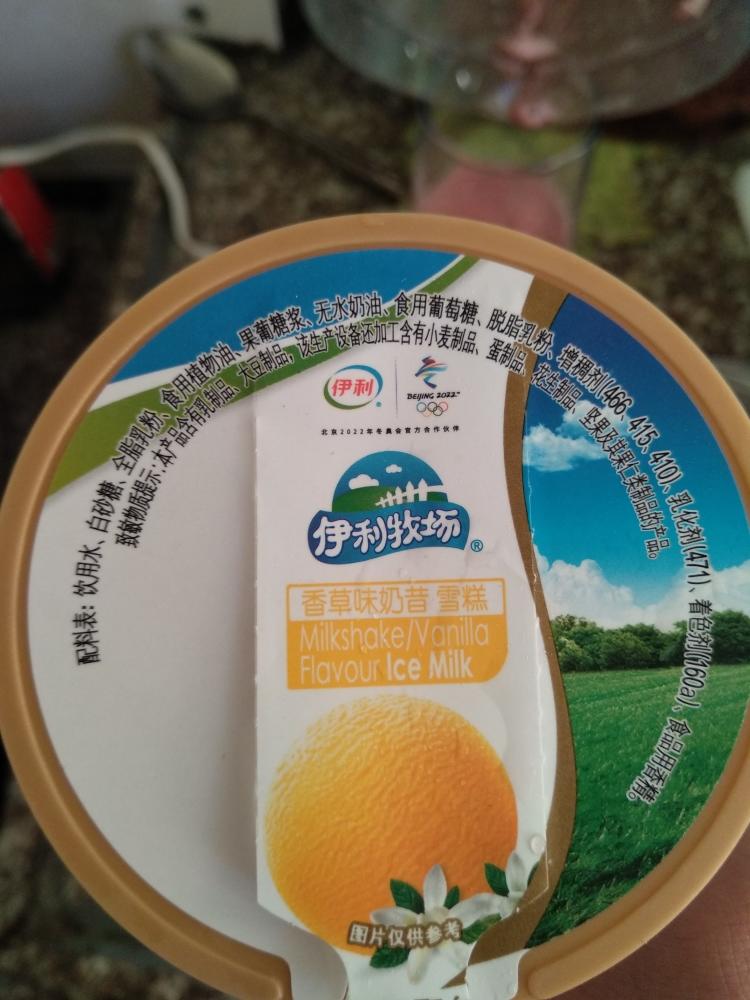 配料表: 饮用水、白砂糖、全脂乳粉、食用植物油、果葡糖浆、无水奶油、食用葡萄糖、脱脂乳粉、增稠剂(466, 415, 410)、乳化剂(471)、着色剂(160a)、食品用香精。
致敏物质提示: 本产品含有乳制品、大豆制品; 该生产设备还加工含有小麦制品、蛋制品、花生制品、坚果及其果仁类制品的产品。
伊利
BEIJING 2022
北京2022年冬奥会官方合作伙伴
伊利牧场®
香草味奶昔 雪糕
Milkshake/Vanilla
Flavour Ice Milk
图片仅供参考